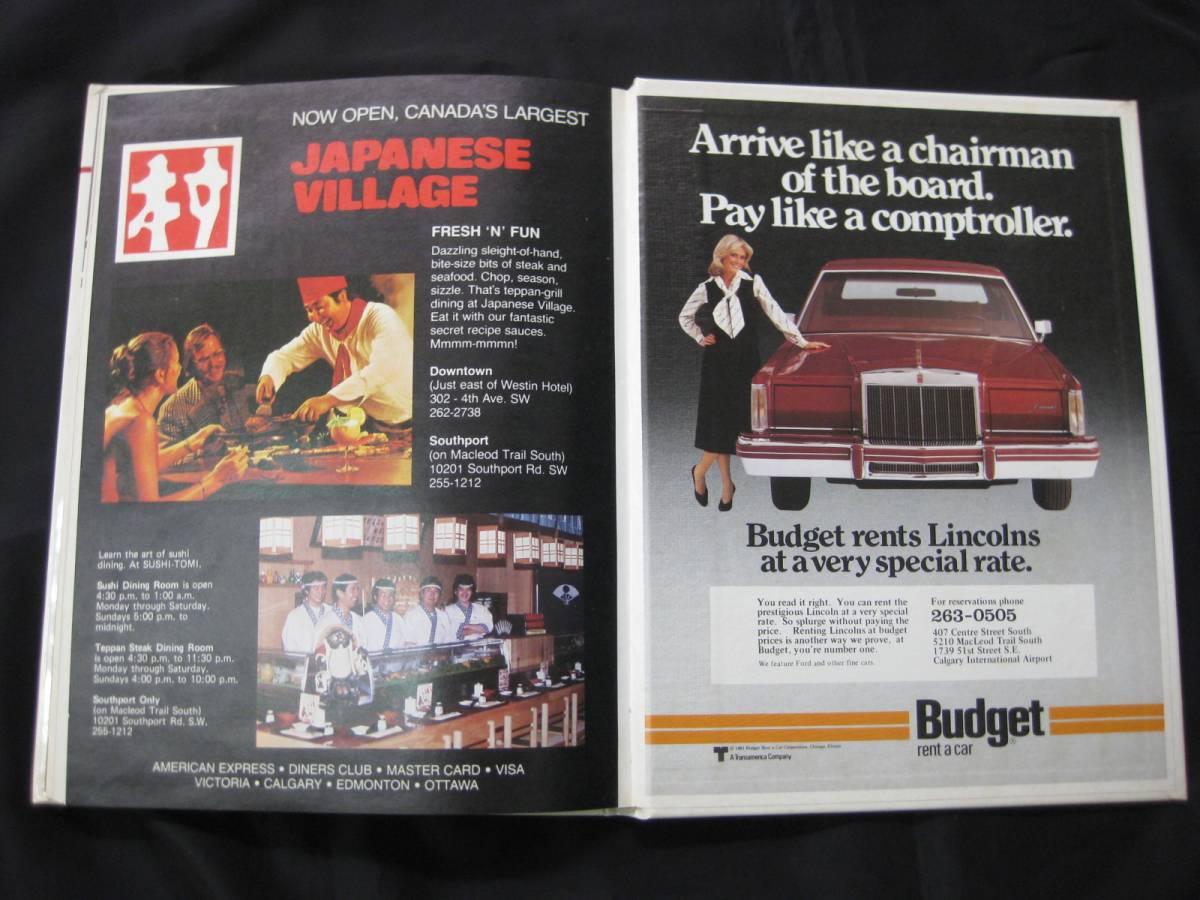 NOW OPEN, CANADA'S LARGEST
JAPANESE
VILLAGE
村
FRESH 'N' FUN
Dazzling sleight-of-hand,
bite-size bits of steak and
seafood. Chop, season,
sizzle. That's teppan-grill
dining at Japanese Village.
Eat it with our fantastic
secret recipe sauces.
Mmmm-mmmn!
Downtown
(Just east of Westin Hotel)
302 - 4th Ave. SW
262-2738
Southport
(on Macleod Trail South)
10201 Southport Rd. SW
255-1212
Learn the art of sushi
dining. At SUSHI-TOMI.
Sushi Dining Room is open
4:30 p.m. to 1:00 a.m.
Monday through Saturday.
Sundays 5:00 p.m. to
midnight.
Teppan Steak Dining Room
is open 4:30 p.m. to 11:30 p.m.
Monday through Saturday.
Sundays 4:00 p.m. to 10:00 p.m.
Southport Only
(on Macleod Trail South)
10201 Southport Rd. S.W.
255-1212
AMERICAN EXPRESS • DINERS CLUB • MASTER CARD • VISA
VICTORIA • CALGARY • EDMONTON • OTTAWA
Arrive like a chairman
of the board.
Pay like a comptroller.
Budget rents Lincolns
at a very special rate.
You read it right. You can rent the
prestigious Lincoln at a very special
rate. So splurge without paying the
price. Renting Lincolns at budget
prices is another way we prove, at
Budget, you're number one.
We feature Ford and other fine cars.
For reservations phone
263-0505
407 Centre Street South
5210 MacLeod Trail South
1739 51st Street S.E.
Calgary International Airport
Budget
rent a car
Budget Rent a Car Corporation, Chicago, Illinois
A Transamerica Company